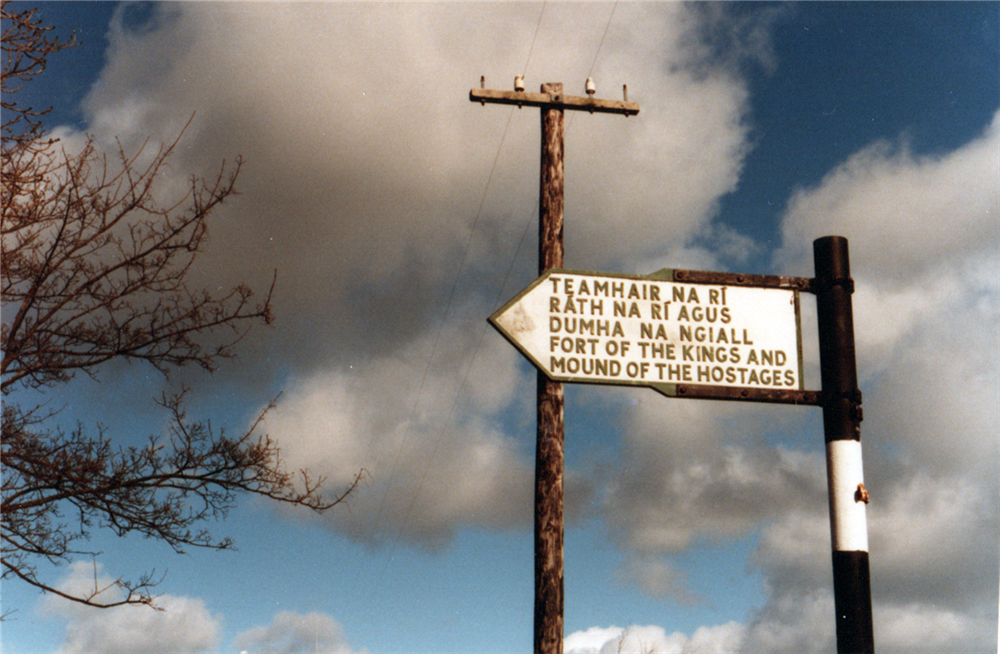 TEAMHAIR NA RÍ
RÁTH NA RÍ AGUS
DUMHA NA NGIALL
FORT OF THE KINGS AND
MOUND OF THE HOSTAGES